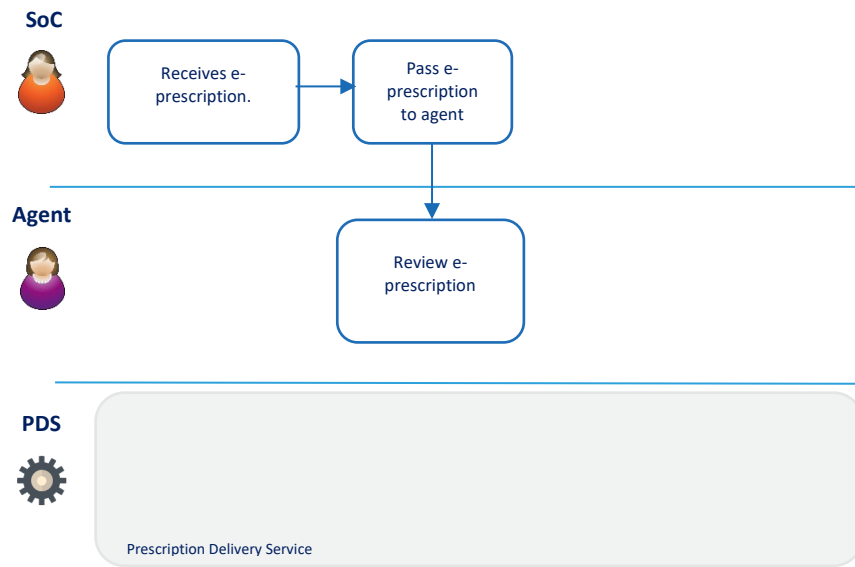 SoC
Receives e-
prescription.
Pass e-
prescription
to agent
Agent
Review e-
prescription
PDS
Prescription Delivery Service